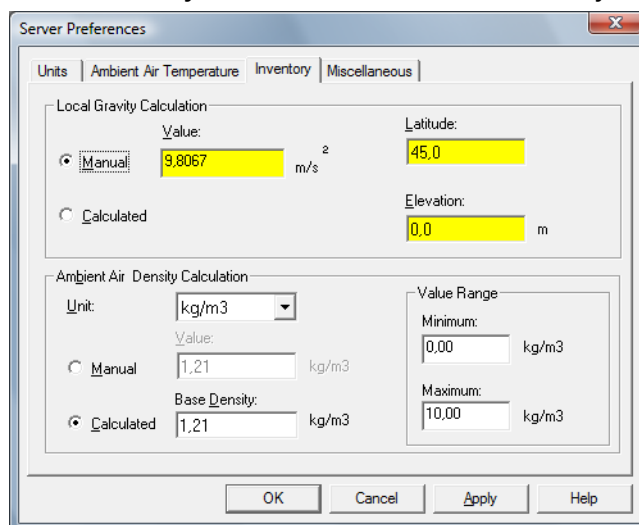 Server Preferences
Units Ambient Air Temperature Inventory Miscellaneous
Local Gravity Calculation
Value: Latitude:
Manual 9,8067 m/s 2 45,0
Elevation:
Calculated 0,0 m
Ambient Air Density Calculation
Unit: kg/m3
Value:
Manual 1,21 kg/m3
Base Density:
Calculated 1,21 kg/m3
Value Range
Minimum:
0,00 kg/m3
Maximum:
10,00 kg/m3
OK Cancel Apply Help